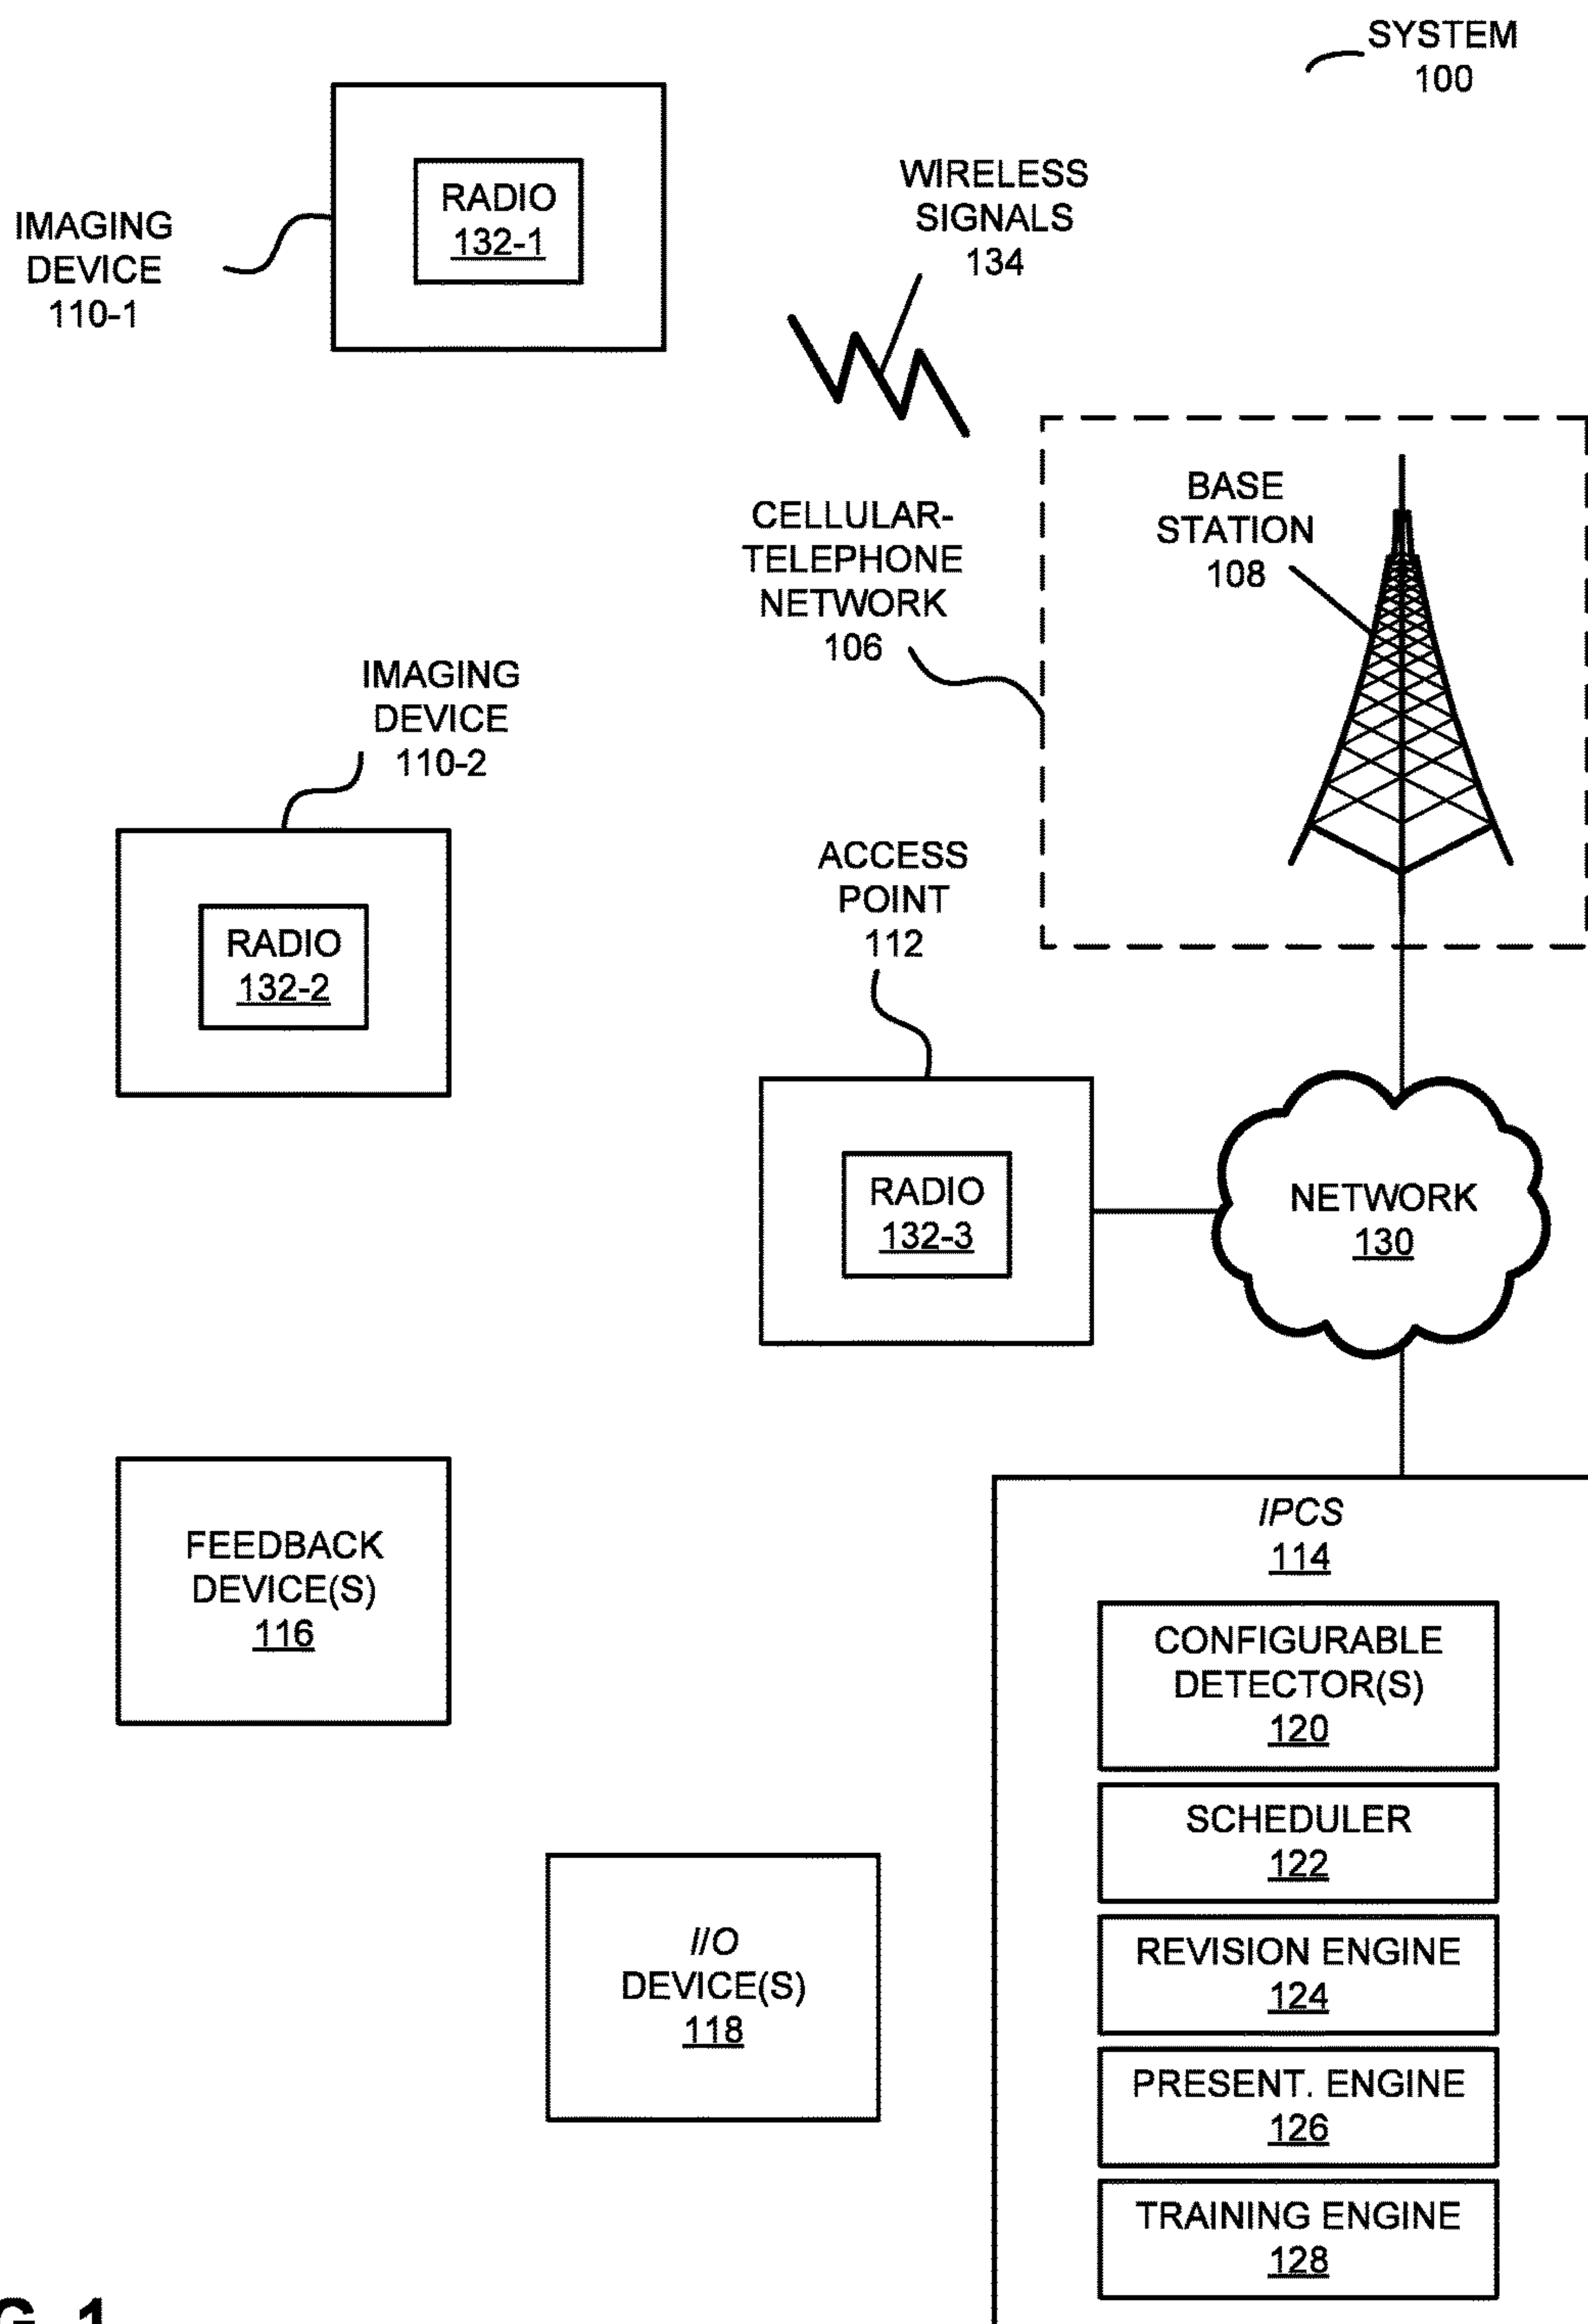 SYSTEM
100
RADIO
132-1
IMAGING
DEVICE
110-1
WIRELESS
SIGNALS
134
BASE
STATION
108
CELLULAR-
TELEPHONE
NETWORK
106
IMAGING
DEVICE
110-2
RADIO
132-2
ACCESS
POINT
112
RADIO
132-3
NETWORK
130
FEEDBACK
DEVICE(S)
116
I/O
DEVICE(S)
118
IPCS
114
CONFIGURABLE
DETECTOR(S)
120
SCHEDULER
122
REVISION ENGINE
124
PRESENT. ENGINE
126
TRAINING ENGINE
128
G. 1